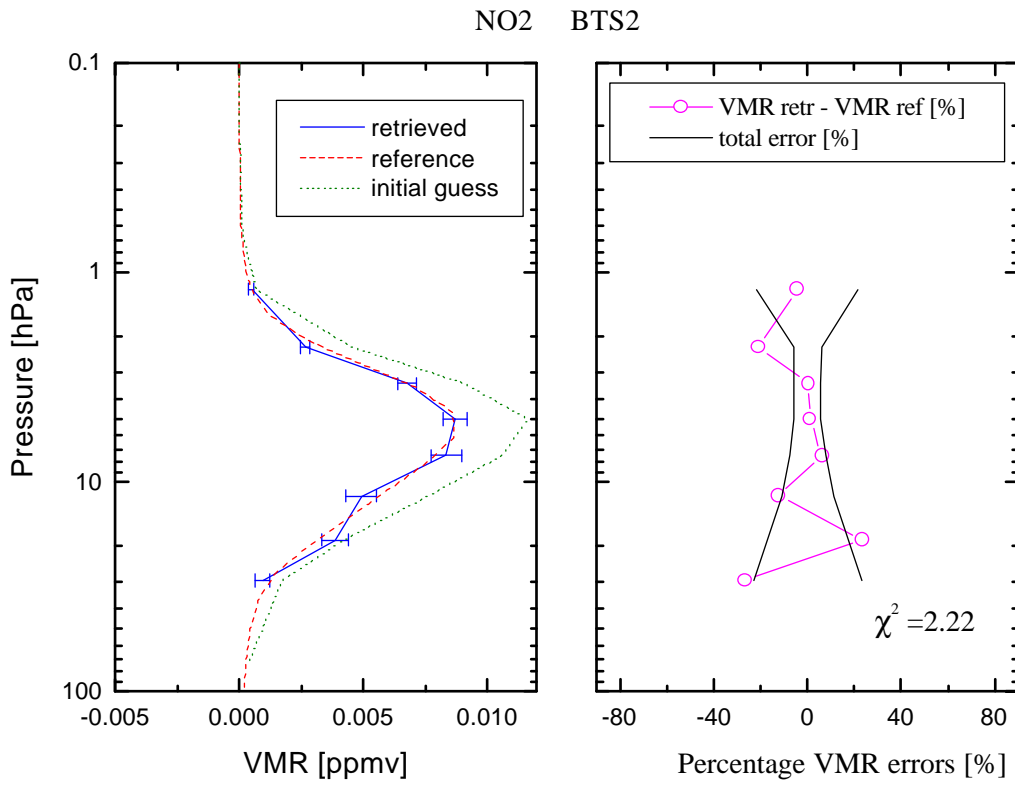 NO2 BTS2
0.1
1
10
100
Pressure [hPa]
retrieved
reference
initial guess
-0.005 0.000 0.005 0.010
VMR [ppmv]
VMR retr - VMR ref [%]
total error [%]
χ² =2.22
-80 -40 0 40 80
Percentage VMR errors [%]